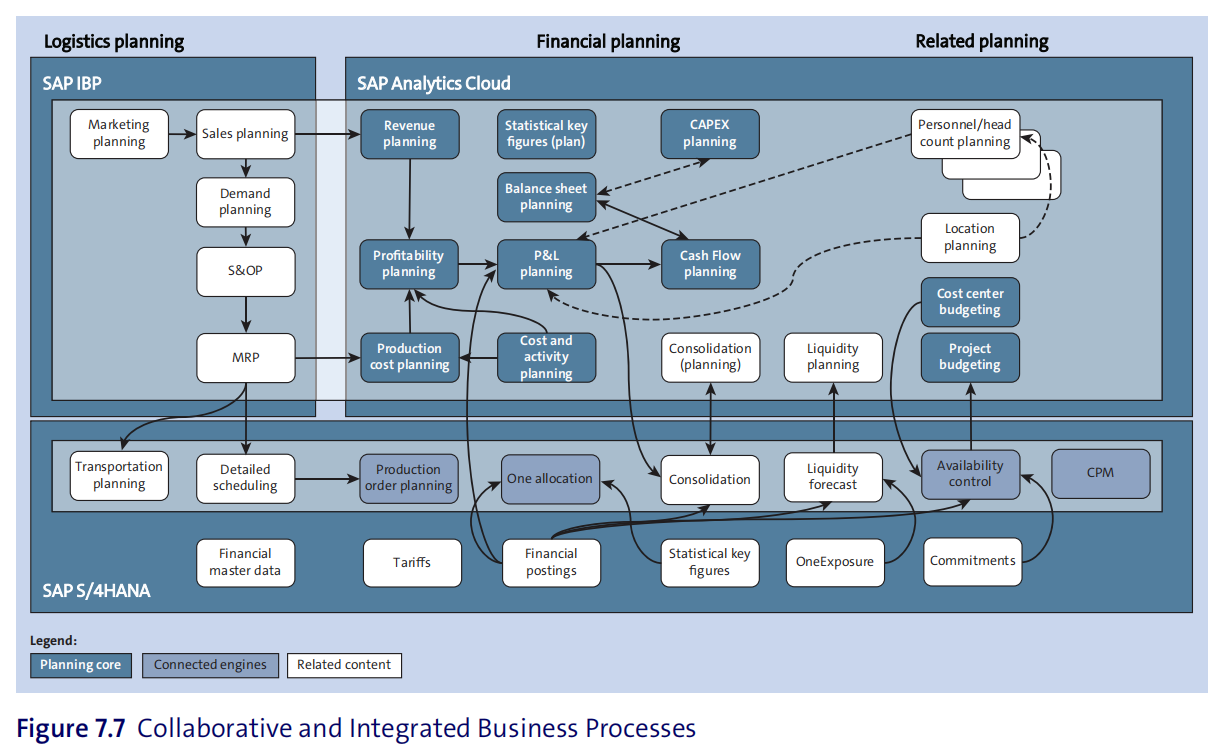 Logistics planning
Financial planning
Related planning
SAP IBP
SAP Analytics Cloud
Marketing
planning
Sales planning
Revenue
planning
Statistical key
figures (plan)
CAPEX
planning
Personnel/head
count planning
Demand
planning
Balance sheet
planning
Location
planning
S&OP
Profitability
planning
P&L
planning
Cash Flow
planning
Cost center
budgeting
MRP
Production
cost planning
Cost and
activity
planning
Consolidation
(planning)
Liquidity
planning
Project
budgeting
Transportation
planning
Detailed
scheduling
Production
order planning
One allocation
Consolidation
Liquidity
forecast
Availability
control
CPM
Financial
master data
Tariffs
Financial
postings
Statistical key
figures
OneExposure
Commitments
SAP S/4HANA
Legend:
Planning core
Connected engines
Related content
Figure 7.7 Collaborative and Integrated Business Processes